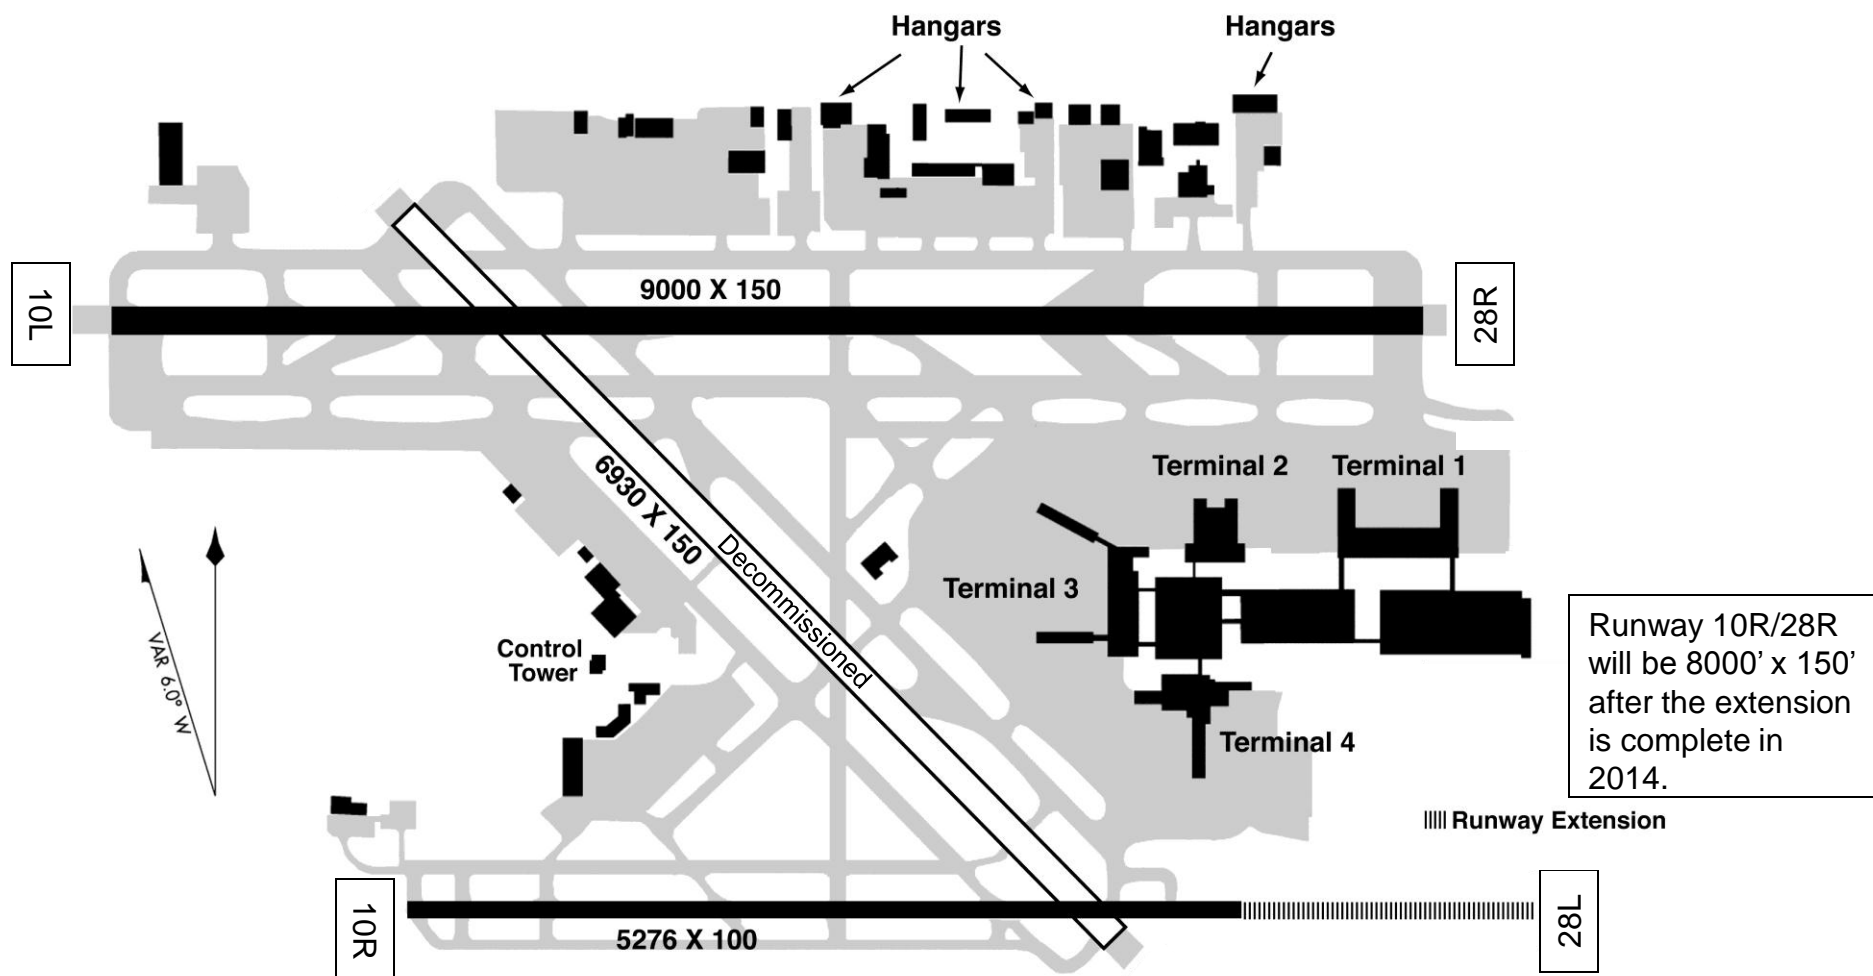 Hangars
Hangars
10L
9000 X 150
28R
6930 X 150
Decommissioned
Terminal 2
Terminal 1
Terminal 3
VAR 6.0° W
Control
Tower
Terminal 4
Runway 10R/28R
will be 8000’ x 150’
after the extension
is complete in
2014.
Runway Extension
10R
5276 X 100
28L